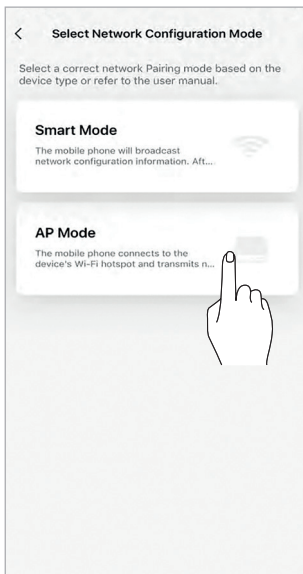 Select Network Configuration Mode
Select a correct network Pairing mode based on the
device type or refer to the user manual.
Smart Mode
The mobile phone will broadcast
network configuration information. Aft...
AP Mode
The mobile phone connects to the
device's Wi-Fi hotspot and transmits n...